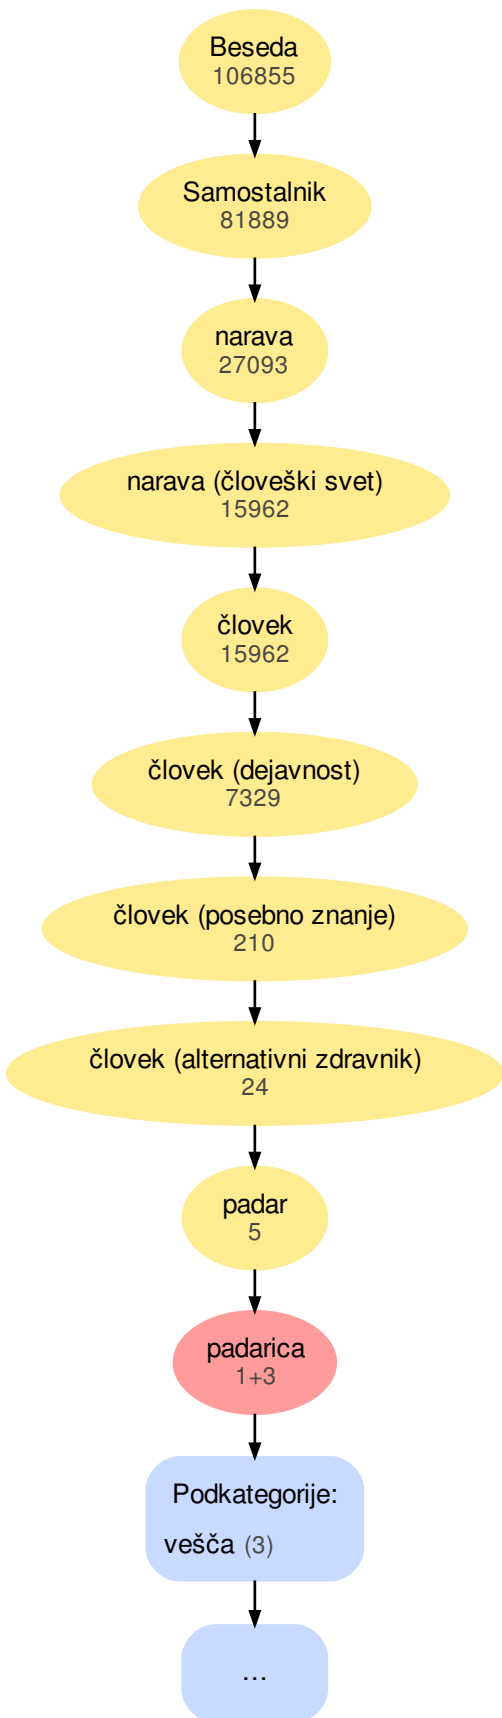 Beseda
106855
Samostalnik
81889
narava
27093
narava (človeški svet)
15962
človek
15962
človek (dejavnost)
7329
človek (posebno znanje)
210
človek (alternativni zdravnik)
24
padar
5
padarica
1+3
Podkategorije:
vešča (3)
...